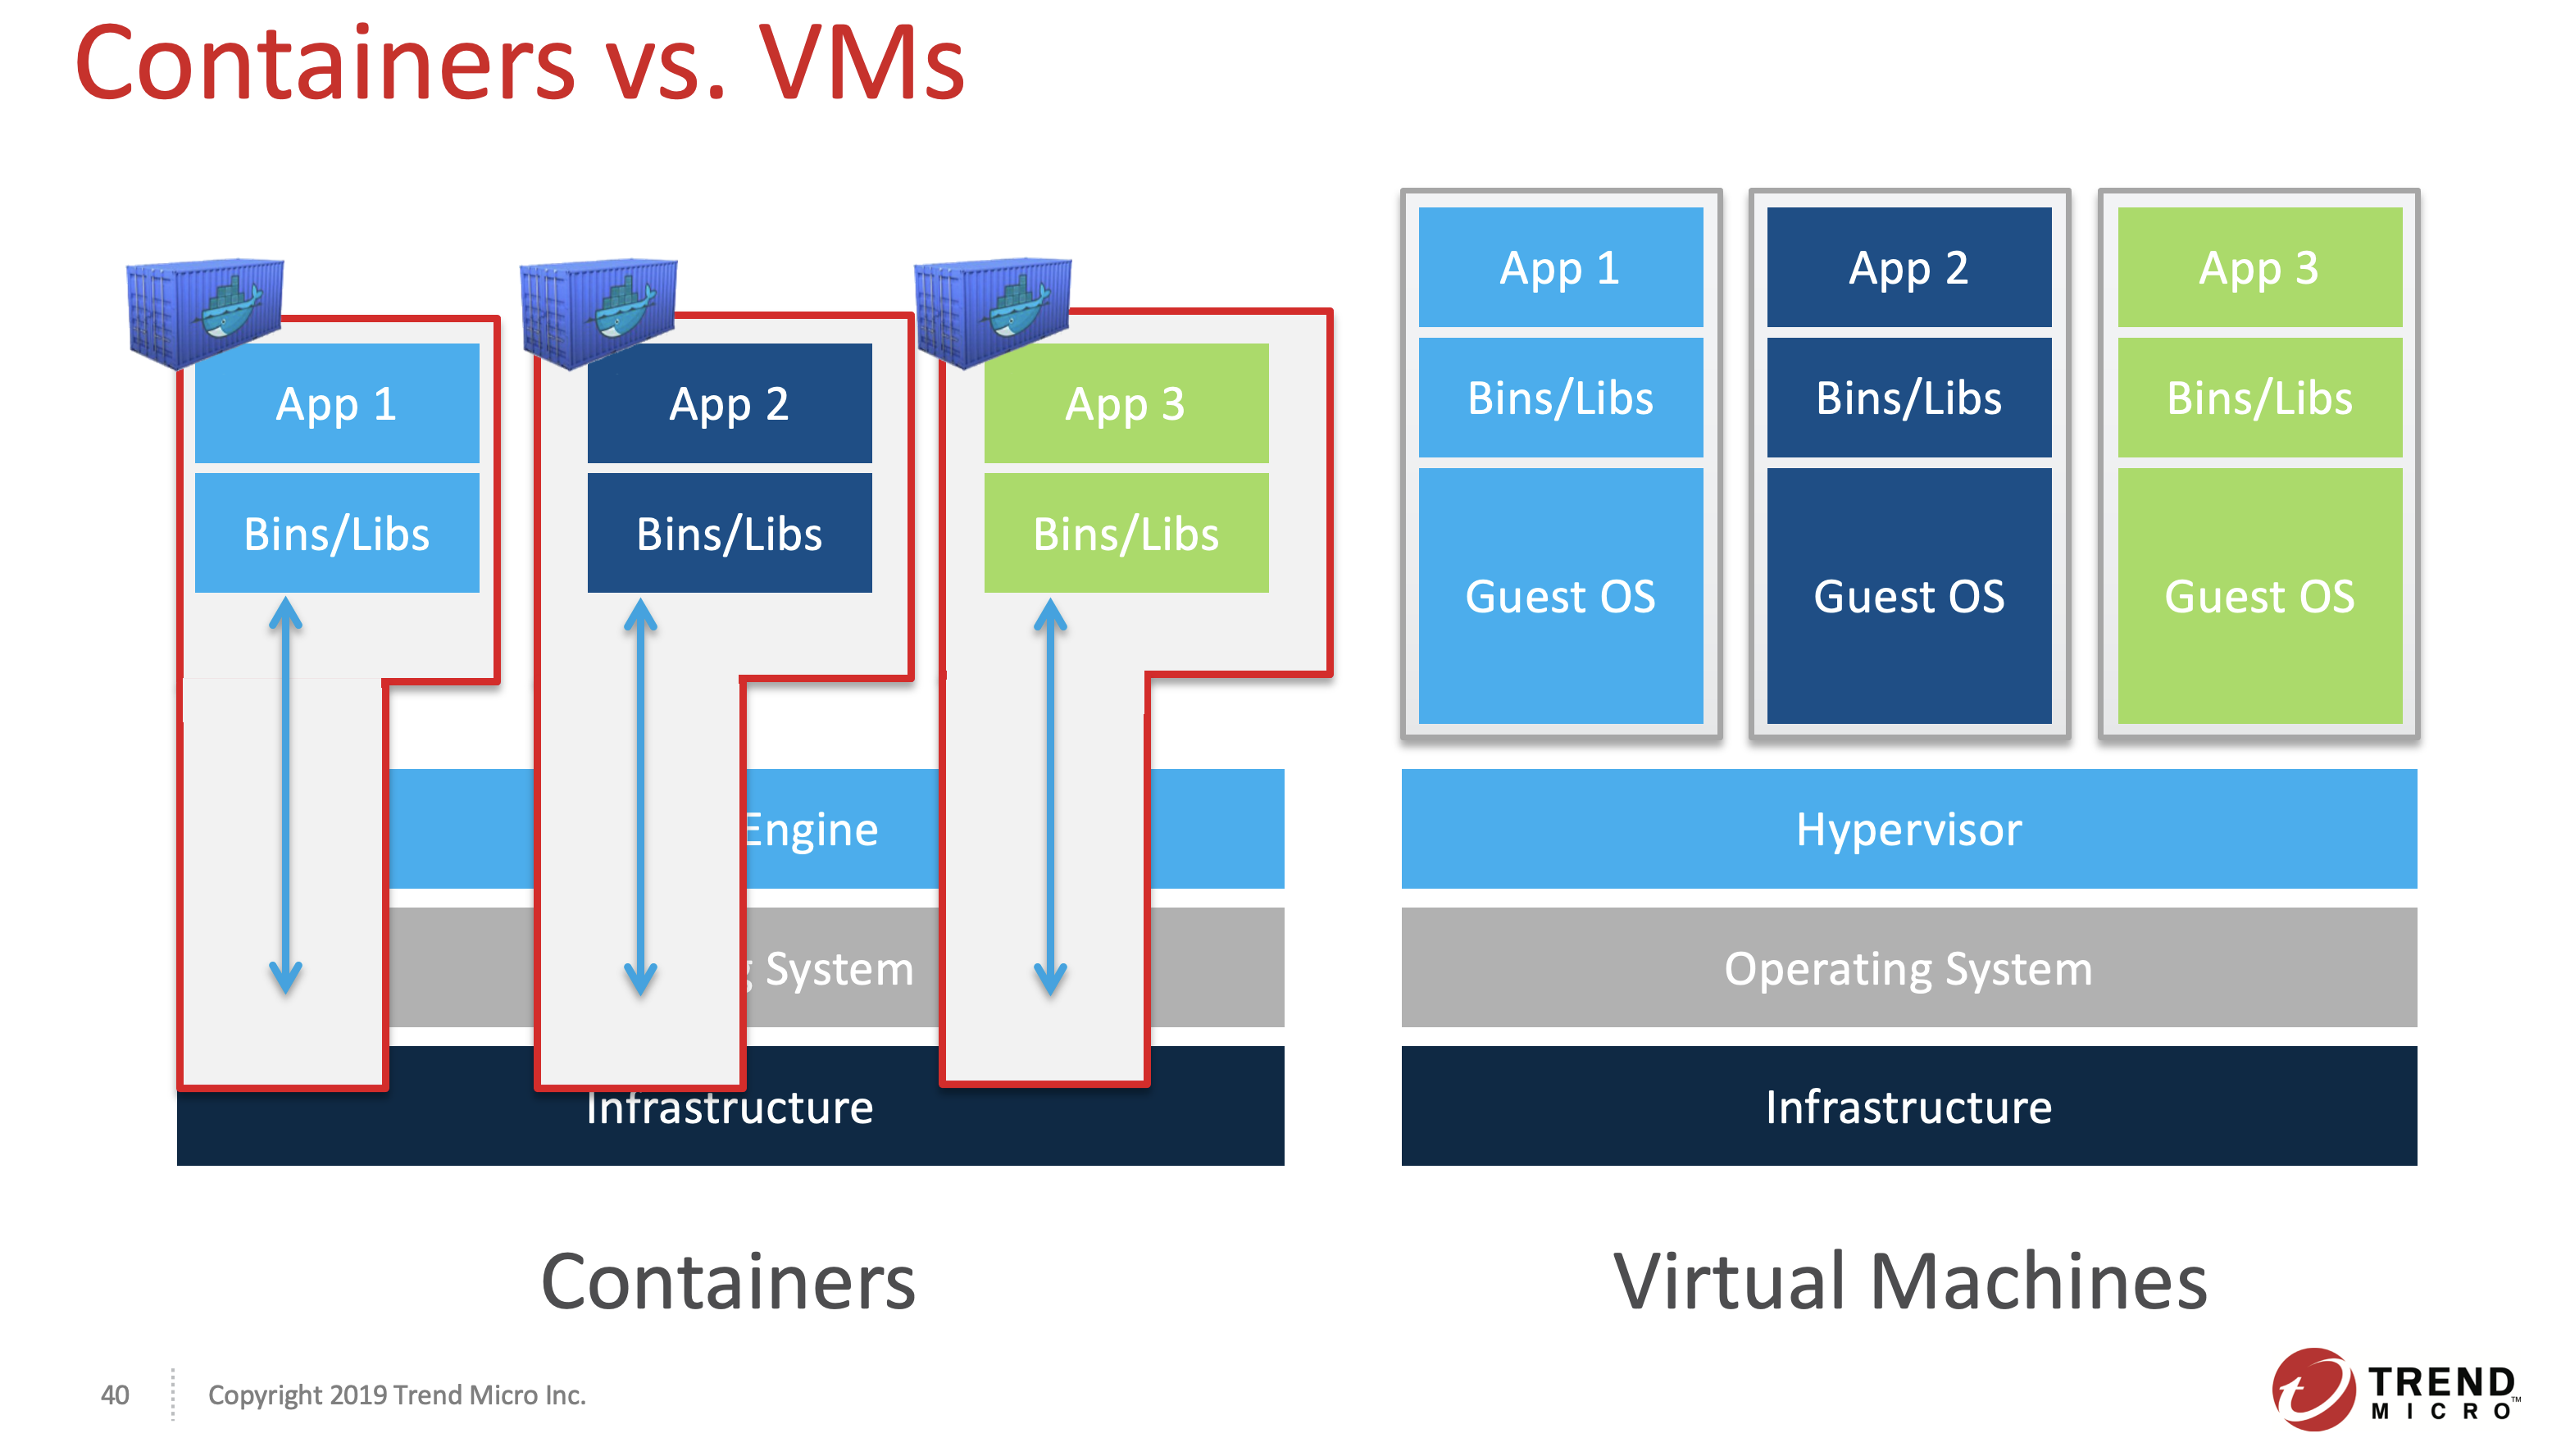 Containers vs. VMs
App 1
App 2
App 3
Bins/Libs
Bins/Libs
Bins/Libs
Engine
System
Infrastructure
Containers
App 1
App 2
App 3
Bins/Libs
Bins/Libs
Bins/Libs
Guest OS
Guest OS
Guest OS
Hypervisor
Operating System
Infrastructure
Virtual Machines
40
Copyright 2019 Trend Micro Inc.
TREND
MICRO™